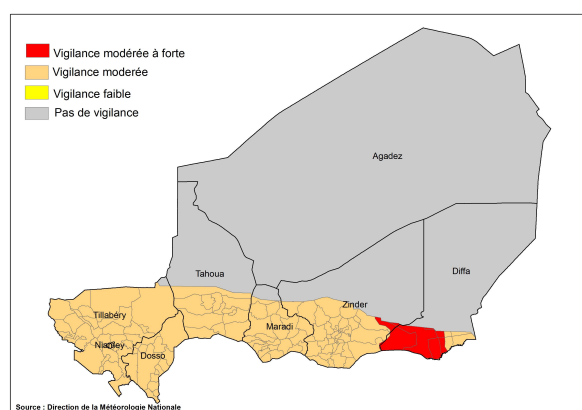 Vigilance modérée à forte
Vigilance moderée
Vigilance faible
Pas de vigilance
Agadez
Tahoua
Diffa
Zinder
Tillabéry
Maradi
Niamey
Dosso
Source : Direction de la Météorologie Nationale